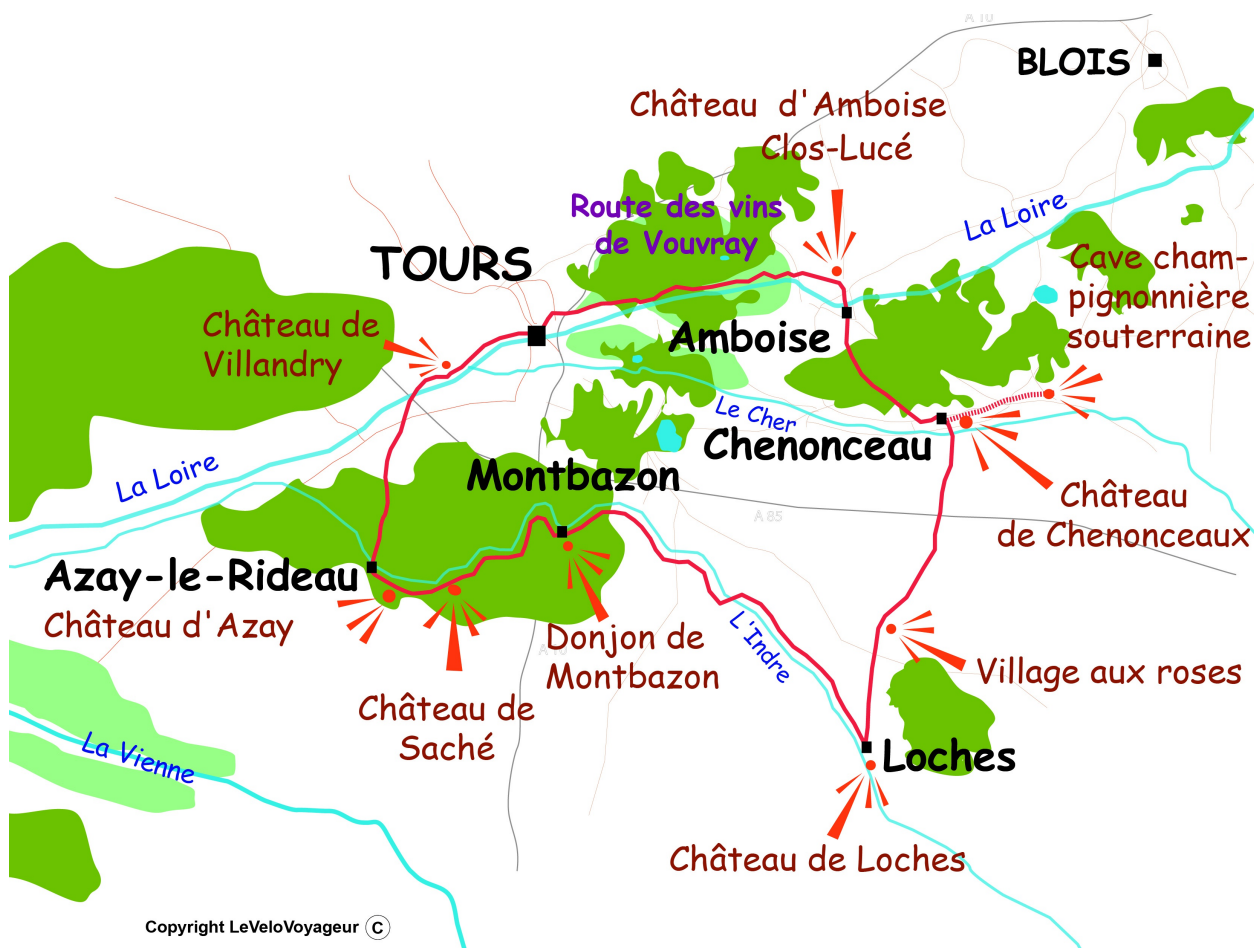 A 10
BLOIS
Château d'Amboise
Clos-Lucé
Route des vins
de Vouvray
La Loire
TOURS
Cave cham-
pignonnière
souterraine
Château de
Villandry
Amboise
Le Cher
Chenonceau
La Loire
Montbazon
A 85
Château
de Chenonceaux
Azay-le-Rideau
Château d'Azay
L'Indre
Donjon de
Montbazon
Village aux roses
Château de
Saché
La Vienne
Loches
Château de Loches
Copyright LeVeloVoyageur C